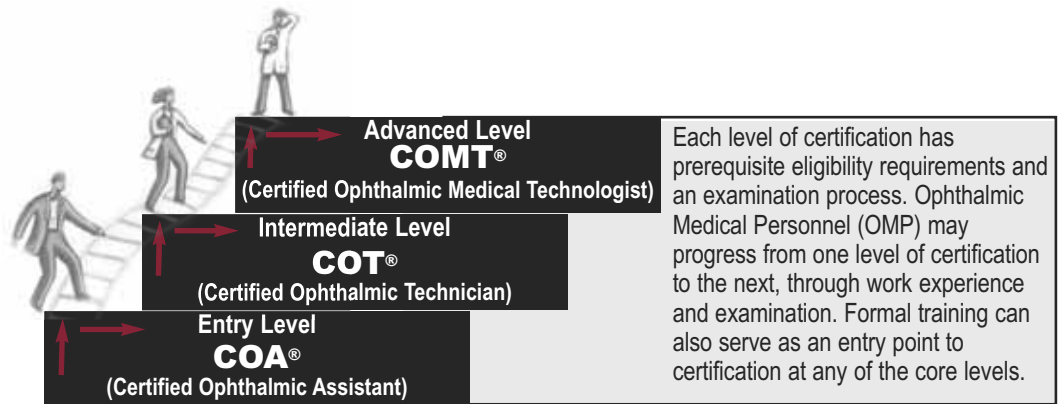 Advanced Level
COMT®
(Certified Ophthalmic Medical Technologist)
Intermediate Level
COT®
(Certified Ophthalmic Technician)
Entry Level
COA®
(Certified Ophthalmic Assistant)
Each level of certification has
prerequisite eligibility requirements and
an examination process. Ophthalmic
Medical Personnel (OMP) may
progress from one level of certification
to the next, through work experience
and examination. Formal training can
also serve as an entry point to
certification at any of the core levels.